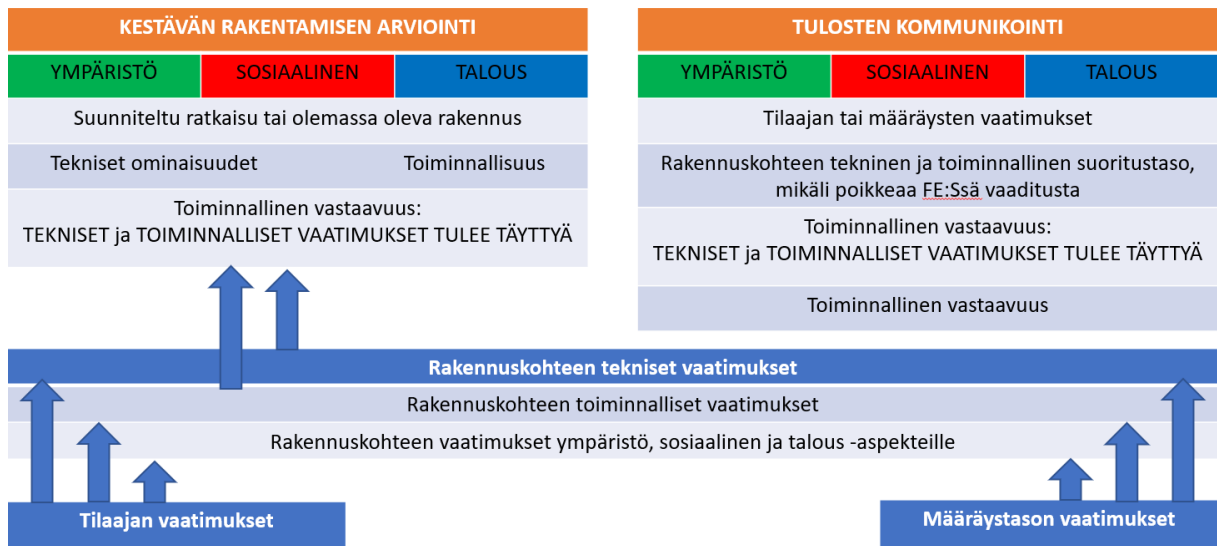 KESTÄVÄN RAKENTAMISEN ARVIOINTI
YMPÄRISTÖ SOSIAALINEN TALOUS
Suunniteltu ratkaisu tai olemassa oleva rakennus
Tekniset ominaisuudet Toiminnallisuus
Toiminnallinen vastaavuus:
TEKNISET ja TOIMINNALLISET VAATIMUKSET TULEE TÄYTTYÄ
TULOSTEN KOMMUNIKOINTI
YMPÄRISTÖ SOSIAALINEN TALOUS
Tilaajan tai määräysten vaatimukset
Rakennuskohteen tekninen ja toiminnallinen suoritustaso,
mikäli poikkeaa FE:Ssä vaaditusta
Toiminnallinen vastaavuus:
TEKNISET ja TOIMINNALLISET VAATIMUKSET TULEE TÄYTTYÄ
Toiminnallinen vastaavuus
Rakennuskohteen tekniset vaatimukset
Rakennuskohteen toiminnalliset vaatimukset
Rakennuskohteen vaatimukset ympäristö, sosiaalinen ja talous -aspekteille
Tilaajan vaatimukset
Määräystason vaatimukset